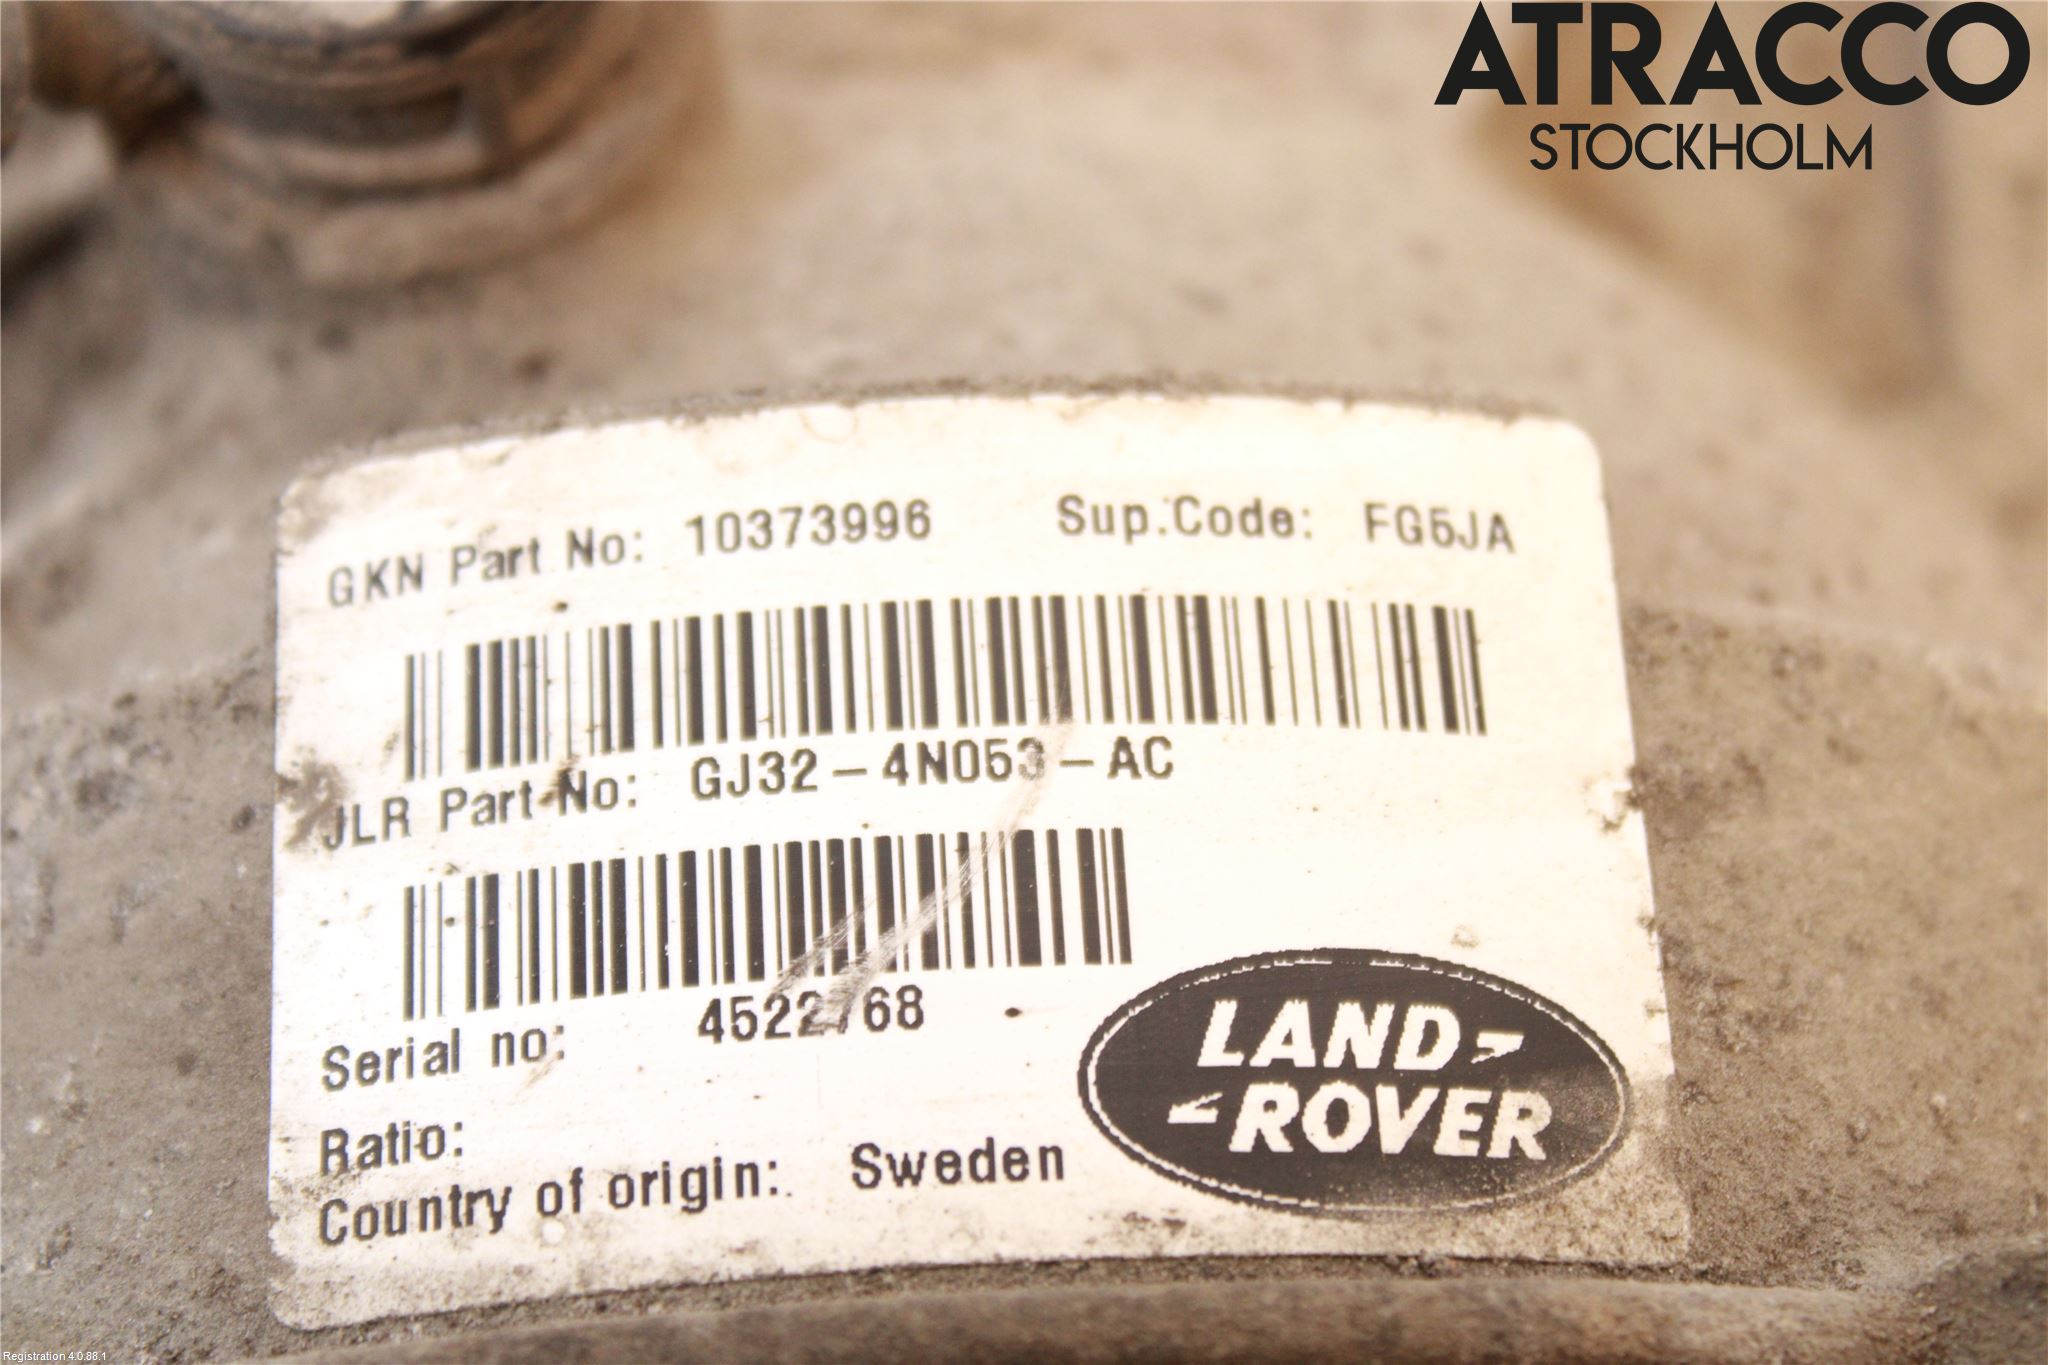 ATRACCO
STOCKHOLM
GKN Part No: 10373996 Sup.Code: FG5JA
JLR Part No: GJ32-4N053-AC
Serial no:
Ratio:
Country of origin: Sweden
LAND
ROVER
Registration 4.0.88.1